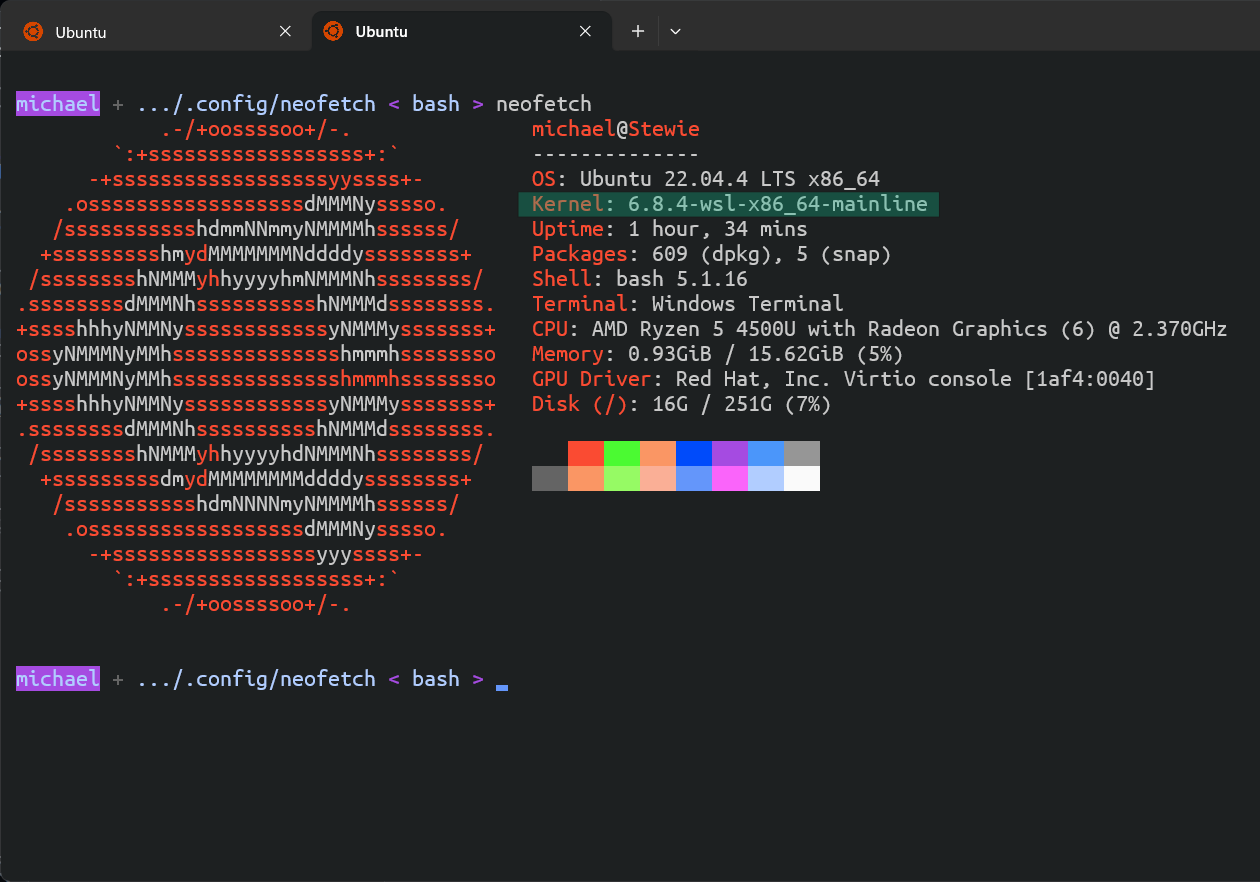 Ubuntu
Ubuntu
michael + .../.config/neofetch < bash > neofetch
.-/+oossssoo+/-. michael@Stewie
`:+ssssssssssssssssss+:` --------------
-+ssssssssssssssssssyyssss+- OS: Ubuntu 22.04.4 LTS x86_64
.ossssssssssssssssssdMMMNysssso. Kernel: 6.8.4-wsl-x86_64-mainline
/ssssssssssshdmmNNmmyNMMMMhssssss/ Uptime: 1 hour, 34 mins
+ssssssssshmydMMMMMMMNddddyssssssss+ Packages: 609 (dpkg), 5 (snap)
/sssssssshNMMMyhhyyyyhmNMMMNhssssssss/ Shell: bash 5.1.16
.ssssssssdMMMNhsssssssssshNMMMdssssssss. Terminal: Windows Terminal
+sssshhhyNMMNyssssssssssssyNMMMysssssss+ CPU: AMD Ryzen 5 4500U with Radeon Graphics (6) @ 2.370GHz
ossyNMMMNyMMhsssssssssssssshmmmhssssssso Memory: 0.93GiB / 15.62GiB (5%)
ossyNMMMNyMMhsssssssssssssshmmmhssssssso GPU Driver: Red Hat, Inc. Virtio console [1af4:0040]
+sssshhhyNMMNyssssssssssssyNMMMysssssss+ Disk (/): 16G / 251G (7%)
.ssssssssdMMMNhsssssssssshNMMMdssssssss.
/sssssssshNMMMyhhyyyyhdNMMMNhssssssss/
+sssssssssdmydMMMMMMMMddddyssssssss+
/ssssssssssshdmNNNNmyNMMMMhssssss/
.ossssssssssssssssssdMMMNysssso.
-+sssssssssssssssssyyyssss+-
`:+ssssssssssssssssss+:`
.-/+oossssoo+/-.
michael + .../.config/neofetch < bash >